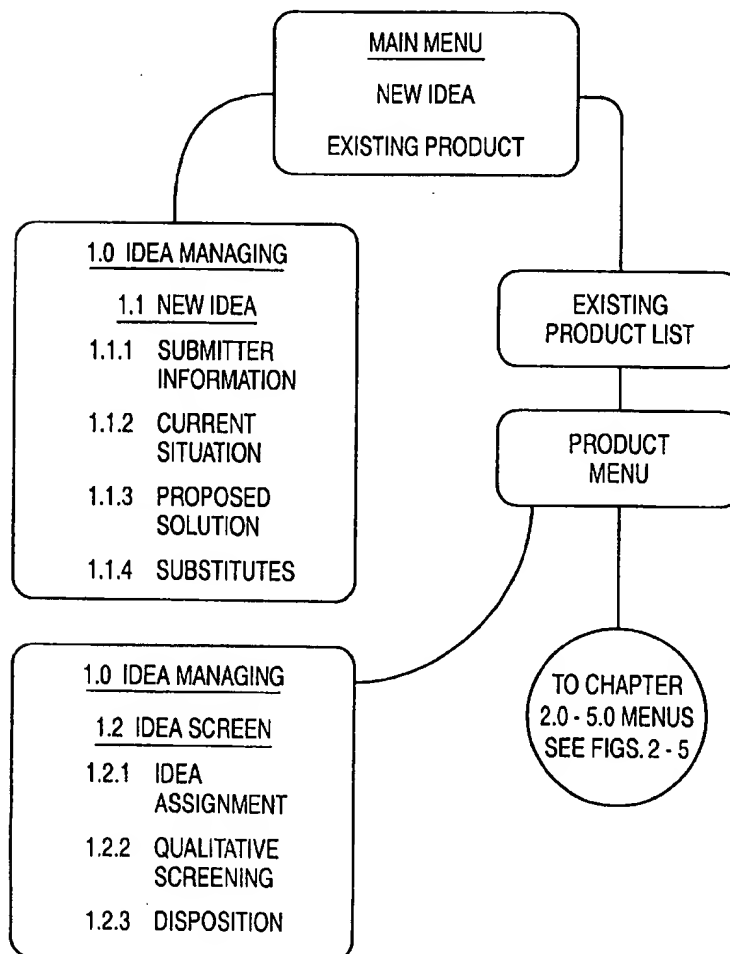 MAIN MENU
NEW IDEA
EXISTING PRODUCT
1.0 IDEA MANAGING
1.1 NEW IDEA
1.1.1 SUBMITTER
INFORMATION
1.1.2 CURRENT
SITUATION
1.1.3 PROPOSED
SOLUTION
1.1.4 SUBSTITUTES
EXISTING
PRODUCT LIST
PRODUCT
MENU
1.0 IDEA MANAGING
1.2 IDEA SCREEN
1.2.1 IDEA
ASSIGNMENT
1.2.2 QUALITATIVE
SCREENING
1.2.3 DISPOSITION
TO CHAPTER
2.0 - 5.0 MENUS
SEE FIGS. 2 - 5